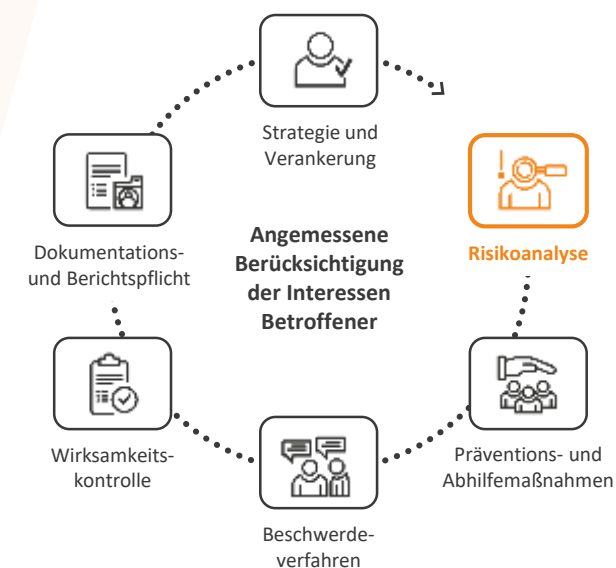 Strategie und
Verankerung
Risikoanalyse
Präventions- und
Abhilfemaßnahmen
Beschwerde-
verfahren
Wirksamkeits-
kontrolle
Dokumentations-
und Berichtspflicht
Angemessene
Berücksichtigung
der Interessen
Betroffener